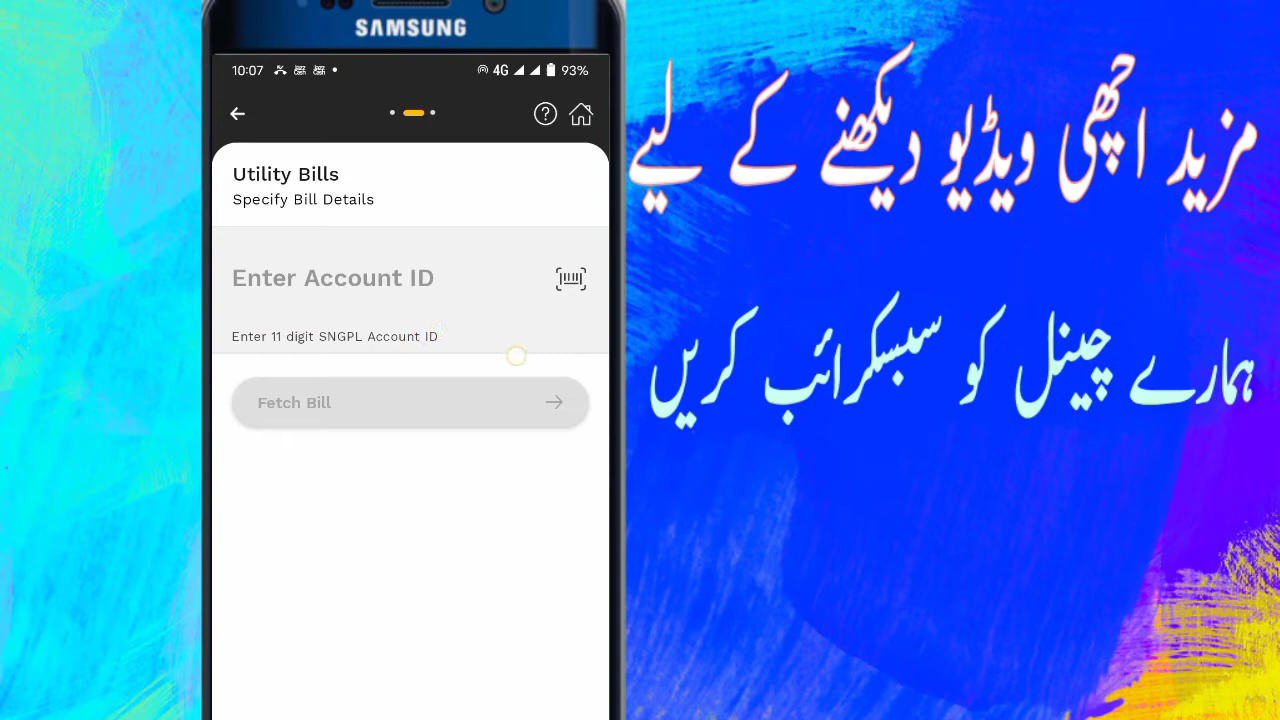 SAMSUNG
10:07 4G 93%
Utility Bills
Specify Bill Details
Enter Account ID
Enter 11 digit SNGPL Account ID
Fetch Bill
مزید اچھی ویڈیو دیکھنے کے لیے
ہمارے چینل کو سبسکرائب کریں